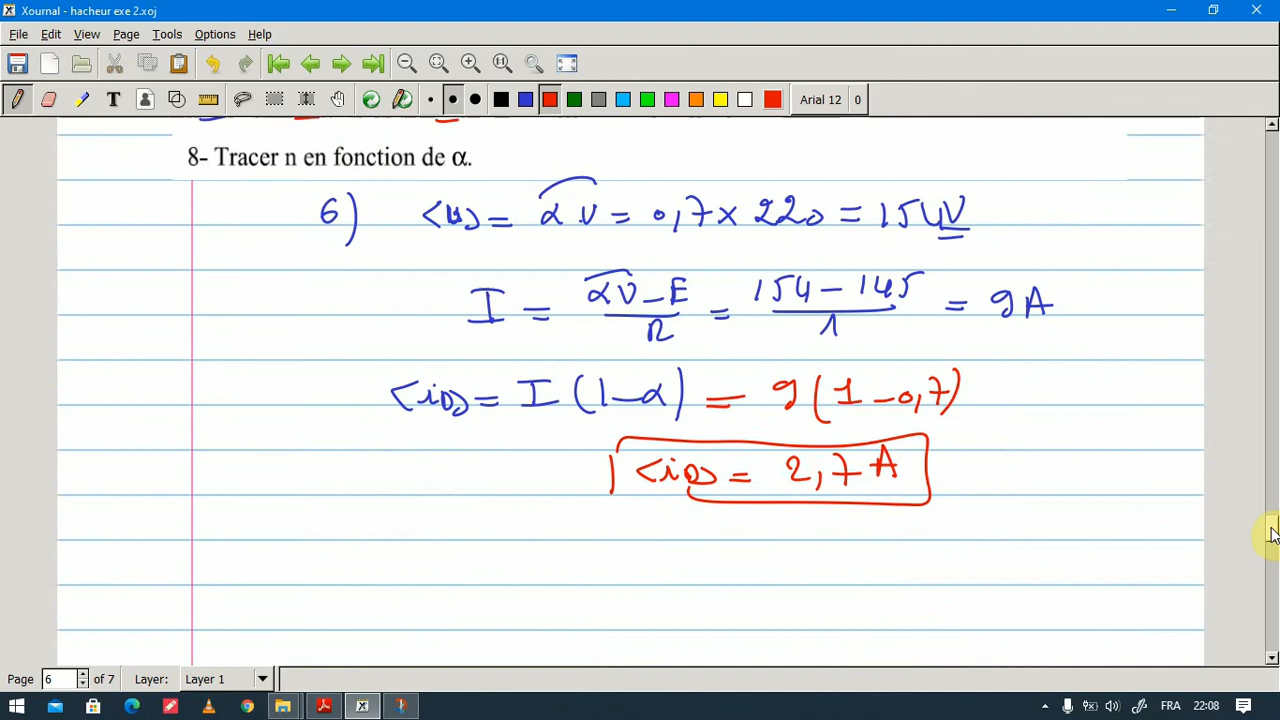 Xournal - hacheur exe 2.xoj
File Edit View Page Tools Options Help
Arial 12 0
8- Tracer n en fonction de α.
6) <u> = αV = 0,7 × 220 = 154V
I = (αV - E) / R = (154 - 145) / 1 = 9A
<iD> = I (1-α) = 9 (1-0,7)
<iD> = 2,7 A
Page 6 of 7 Layer: Layer 1
FRA 22:08